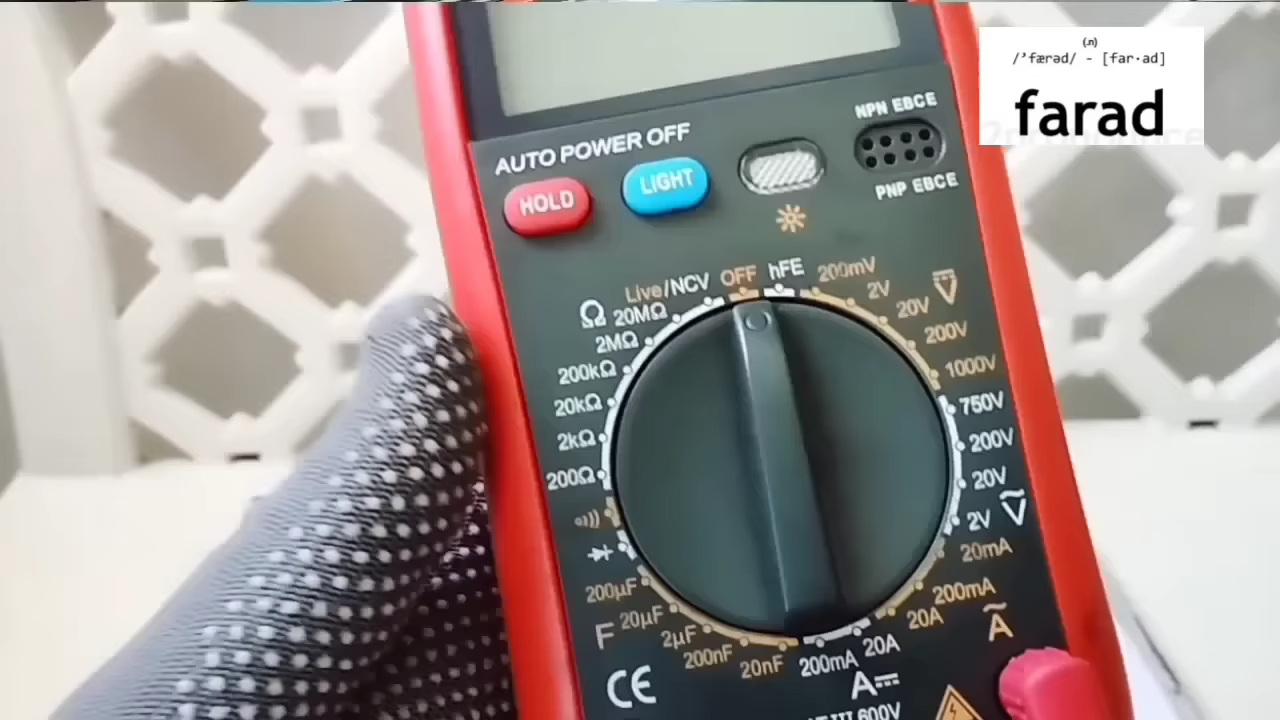 (.n)
/'færəd/ - [far·ad]
farad
NPN EBCE
PNP EBCE
AUTO POWER OFF
HOLD
LIGHT
Live/NCV
OFF
hFE
200mV
2V
20V
200V
1000V
V
750V
200V
20V
2V
V
20mA
200mA
20A
A
20A
200mA
A
20nF
200nF
2µF
20µF
200µF
F
200Ω
2kΩ
20kΩ
200kΩ
2MΩ
20MΩ
Ω
CE
600V